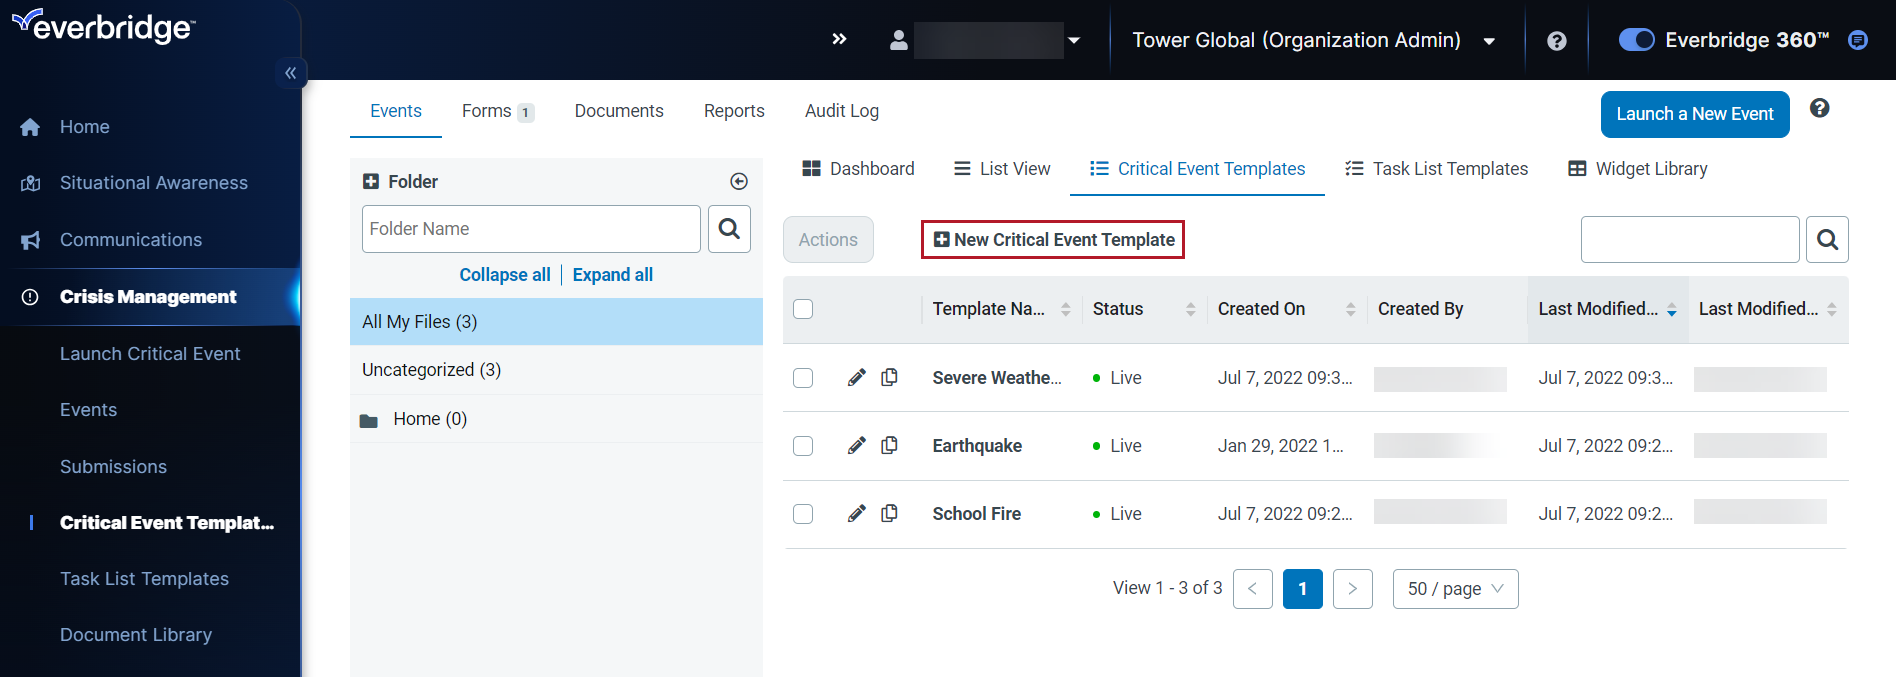 everbridge™
Tower Global (Organization Admin)
Everbridge 360™
Home
Situational Awareness
Communications
Crisis Management
Launch Critical Event
Events
Submissions
Critical Event Templat...
Task List Templates
Document Library
Events
Forms 1
Documents
Reports
Audit Log
Launch a New Event
Folder
Folder Name
Collapse all | Expand all
All My Files (3)
Uncategorized (3)
Home (0)
Dashboard
List View
Critical Event Templates
Task List Templates
Widget Library
Actions
New Critical Event Template
Template Na... Status Created On Created By Last Modified... Last Modified...
Severe Weathe... Live Jul 7, 2022 09:3... Jul 7, 2022 09:3...
Earthquake Live Jan 29, 2022 1... Jul 7, 2022 09:2...
School Fire Live Jul 7, 2022 09:2... Jul 7, 2022 09:2...
View 1 - 3 of 3 < 1 > 50 / page